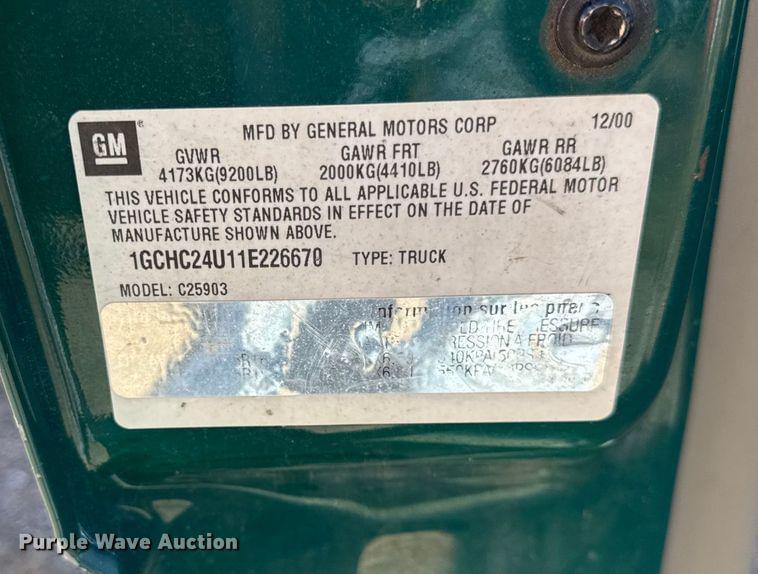 GM
MFD BY GENERAL MOTORS CORP 12/00
GVWR GAWR FRT GAWR RR
4173KG(9200LB) 2000KG(4410LB) 2760KG(6084LB)
THIS VEHICLE CONFORMS TO ALL APPLICABLE U.S. FEDERAL MOTOR
VEHICLE SAFETY STANDARDS IN EFFECT ON THE DATE OF
MANUFACTURE SHOWN ABOVE.
1GCHC24U11E226670 TYPE: TRUCK
MODEL: C25903
sur
Purple Wave Auction